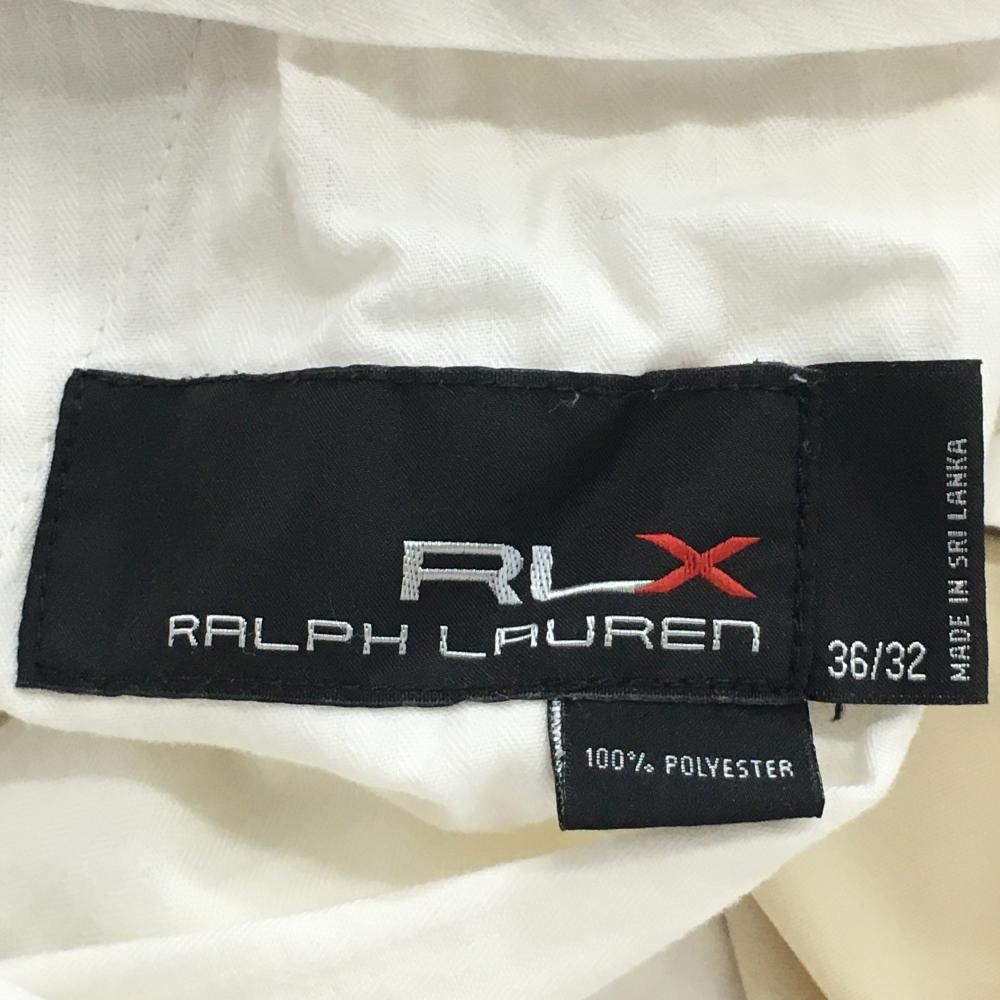 RLX
RALPH LAUREN
36/32
MADE IN SRI LANKA
100% POLYESTER